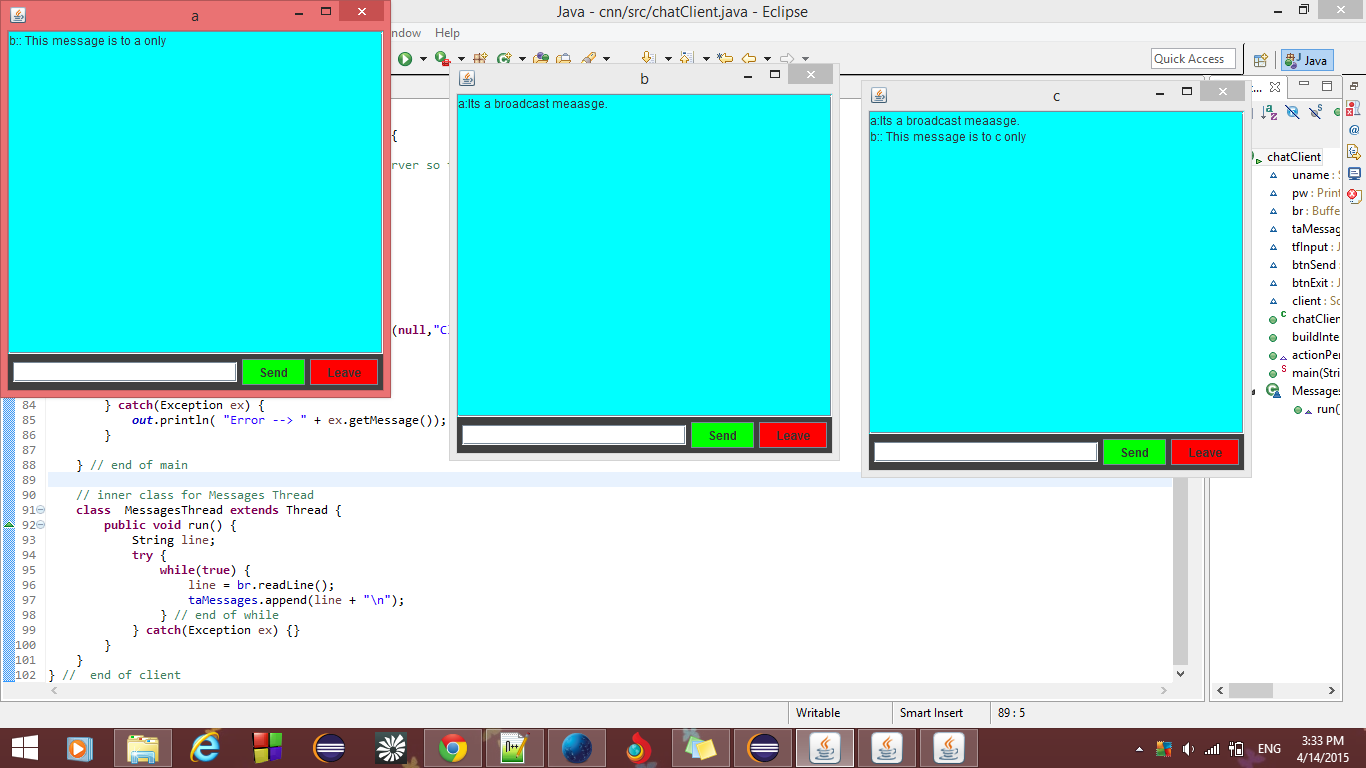 Java - cnn/src/chatClient.java - Eclipse
a
b:: This message is to a only
Send
Leave
ndow Help
Quick Access
Java
b
a:Its a broadcast meaasge.
Send
Leave
c
a:Its a broadcast meaasge.
b:: This message is to c only
Send
Leave
{
rver so
(null,"Cl
84 } catch(Exception ex) {
85 out.println( "Error --> " + ex.getMessage());
86 }
87
88 } // end of main
89
90 // inner class for Messages Thread
91 class MessagesThread extends Thread {
92 public void run() {
93 String line;
94 try {
95 while(true) {
96 line = br.readLine();
97 taMessages.append(line + "\n");
98 } // end of while
99 } catch(Exception ex) {}
100 }
101 }
102 } // end of client
chatClient
uname : S
pw : Print
br : Buffe
taMessag
tfInput : J
btnSend :
btnExit : J
client : So
chatClien
buildInte
actionPer
main(Stri
Messages
run(
Writable
Smart Insert
89 : 5
N++
ENG
3:33 PM
4/14/2015